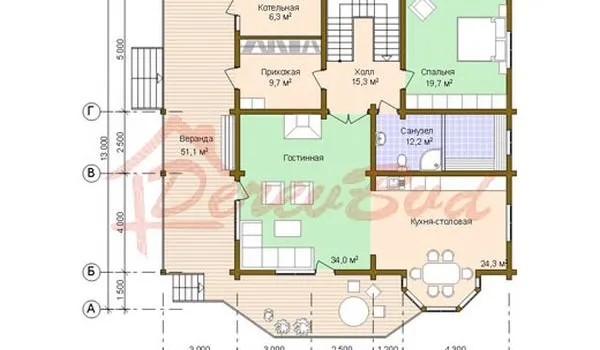 Котельная
6,3 м²
Прихожая
9,7 м²
Холл
15,3 м²
Спальня
19,7 м²
5.000
Г
Веранда
51,1 м²
Гостинная
Санузел
12,2 м²
2.500
13.000
DerevBud
В
Кухня-столовая
4.000
34,0 м²
24,3 м²
Б
1.500
А
3.000
3.000
2.500
1.200
4.300